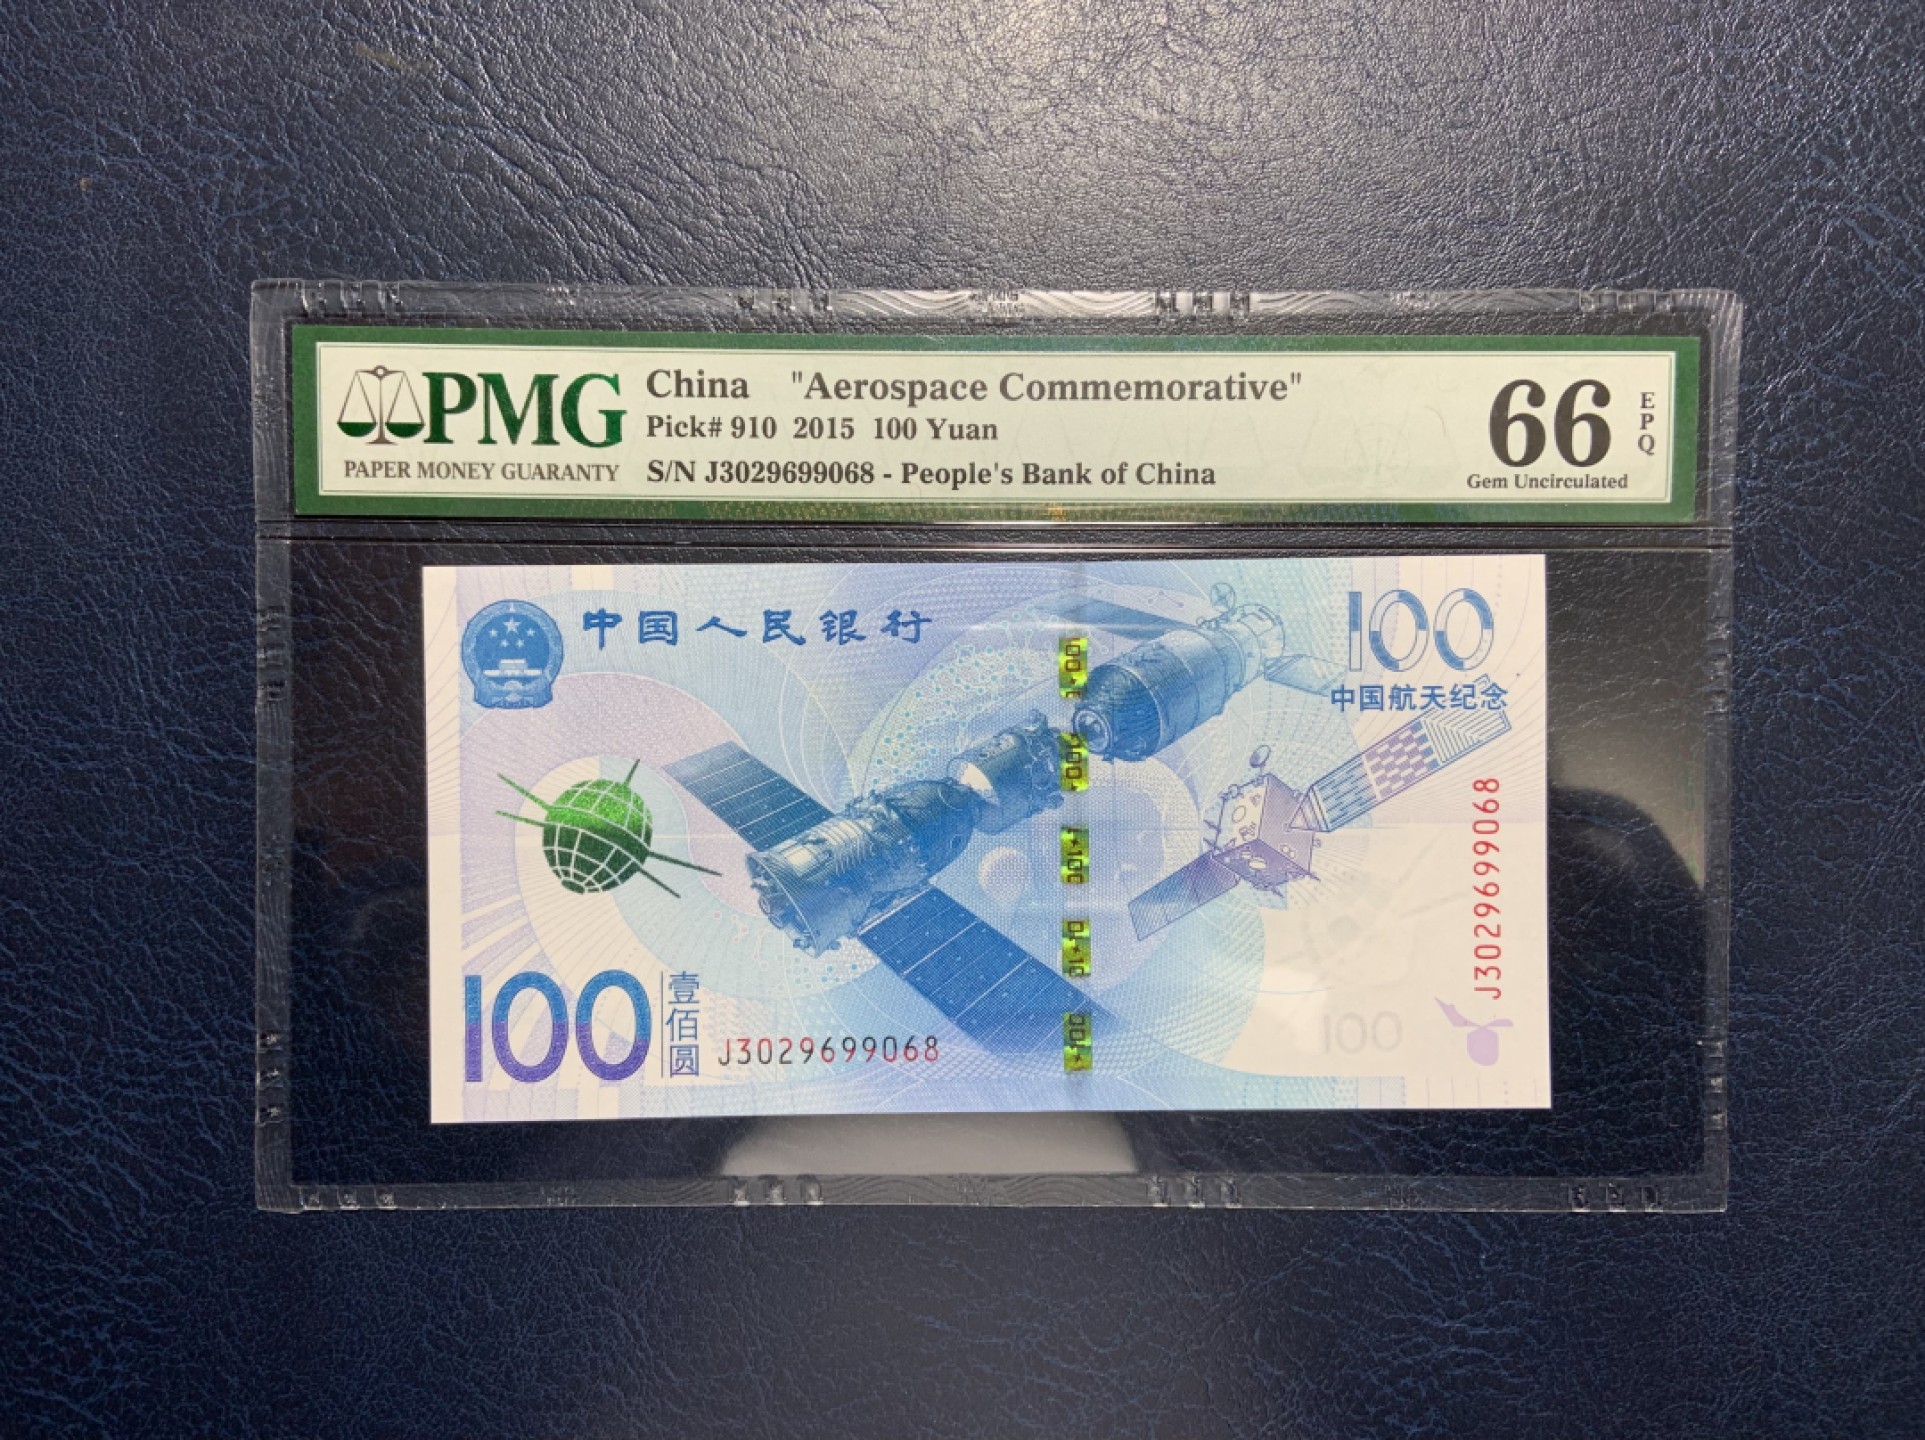 PMG
PAPER MONEY GUARANTY
China "Aerospace Commemorative"
Pick# 910 2015 100 Yuan
S/N J3029699068 - People's Bank of China
66
EPQ
Gem Uncirculated
中国人民银行
100
中国航天纪念
J3029699068
100
壹佰圆
J3029699068
100